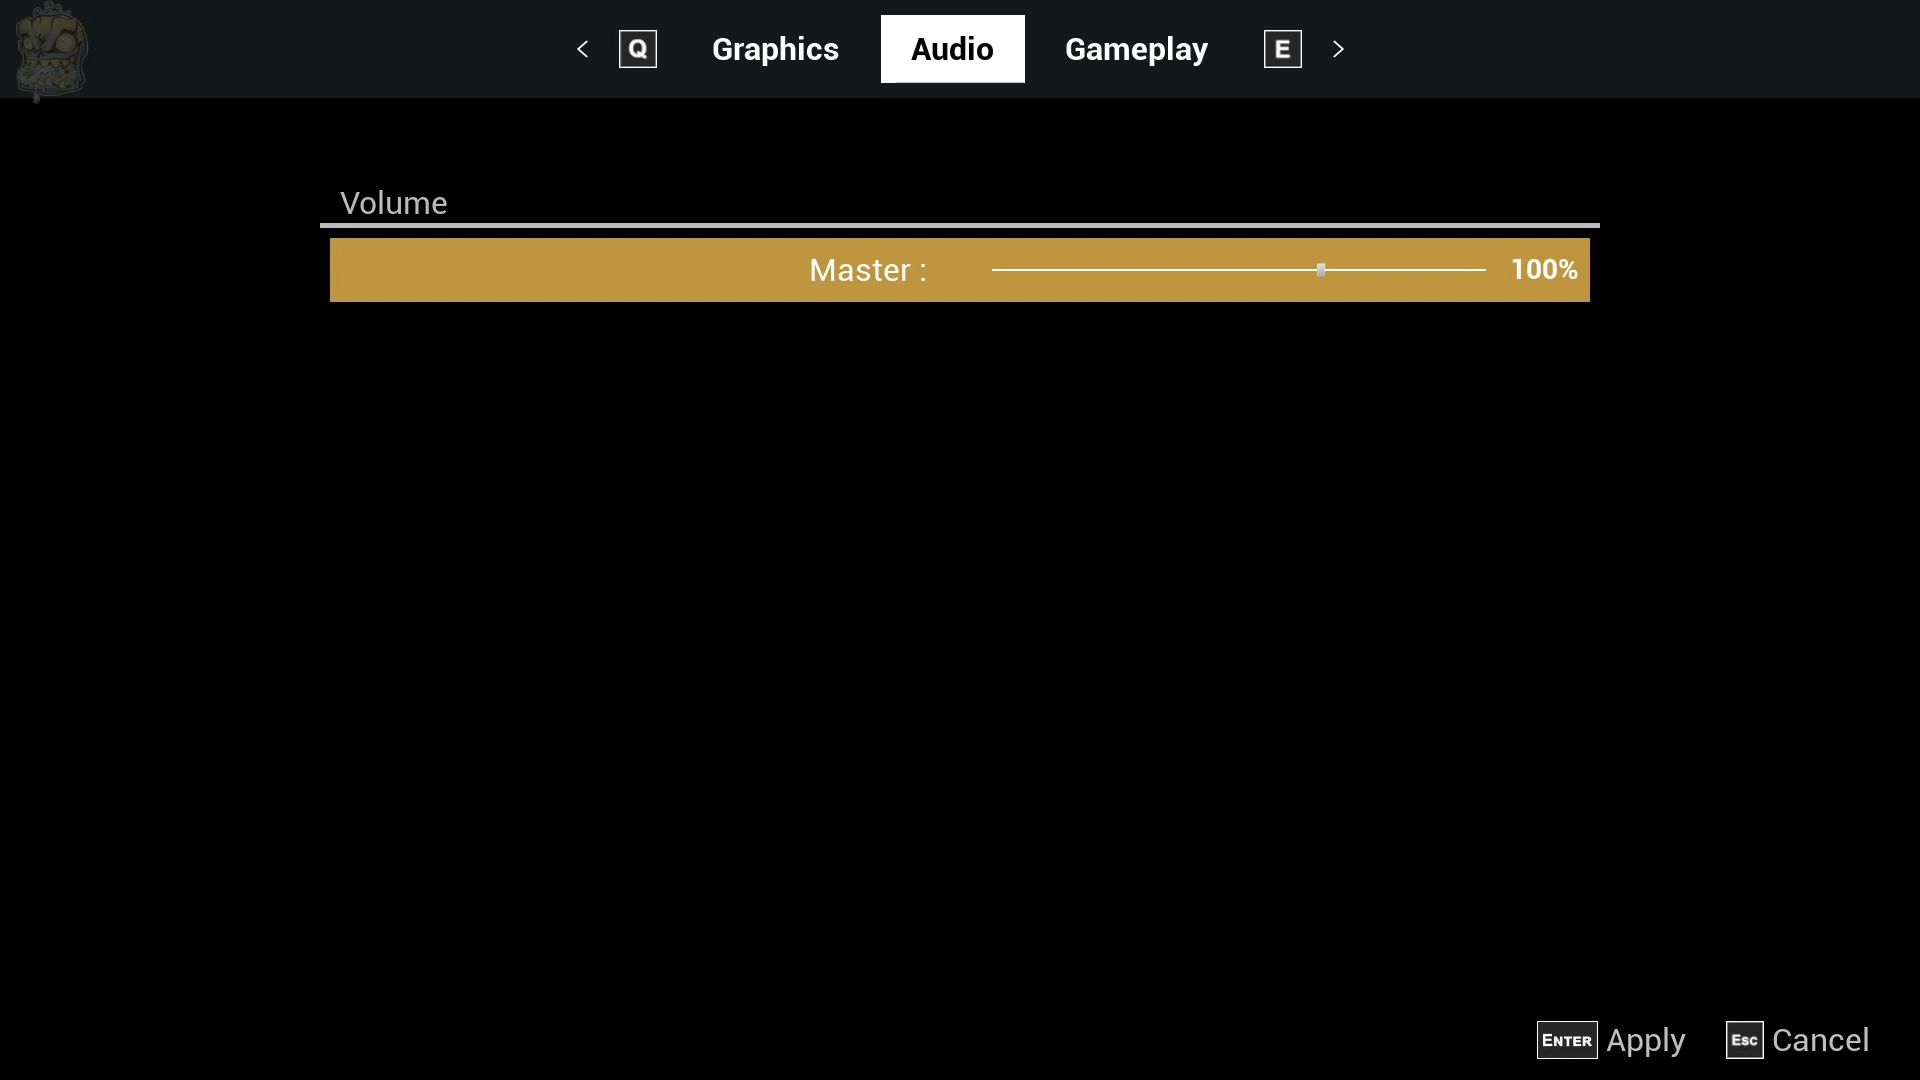 < Q Graphics Audio Gameplay E >
Volume
Master : 100%
ENTER Apply Esc Cancel